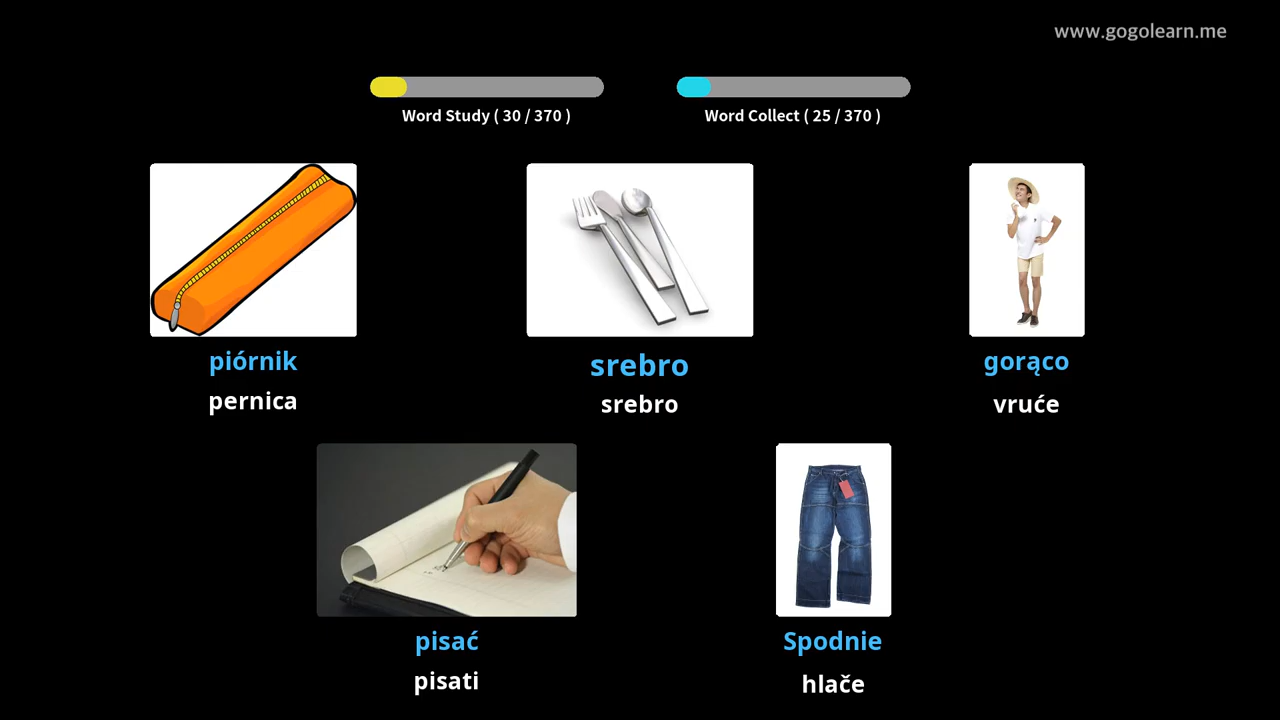 www.gogolearn.me
Word Study ( 30 / 370 )
Word Collect ( 25 / 370 )
piórnik
pernica
srebro
srebro
gorąco
vruće
pisać
pisati
Spodnie
hlače